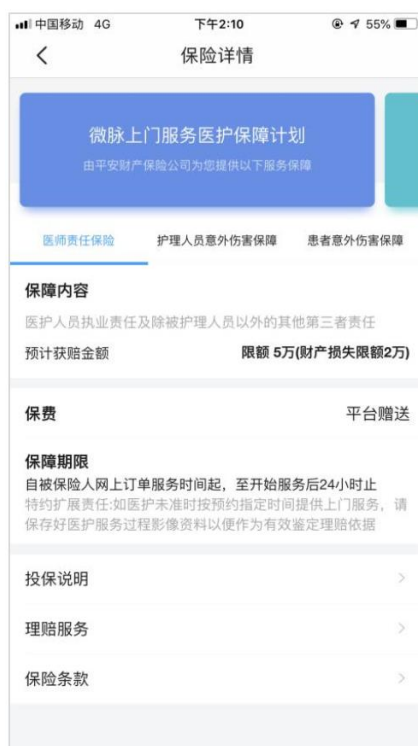 中国移动 4G 下午2:10 55%
保险详情
微脉上门服务医护保障计划
由平安财产保险公司为您提供以下服务保障
医师责任保险 护理人员意外伤害保障 患者意外伤害保障
保障内容
医护人员执业责任及除被护理人员以外的其他第三者责任
预计获赔金额 限额 5万(财产损失限额2万)
保费 平台赠送
保障期限
自被保险人网上订单服务时间起，至开始服务后24小时止
特约扩展责任:如医护未准时按预约指定时间提供上门服务，请
保存好医护服务过程影像资料以便作为有效鉴定理赔依据
投保说明
理赔服务
保险条款